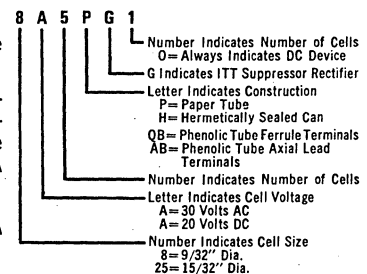 8 A 5 P G 1
Number Indicates Number of Cells
O= Always Indicates DC Device
G Indicates ITT Suppressor Rectifier
Letter Indicates Construction
P= Paper Tube
H= Hermetically Sealed Can
QB= Phenolic Tube Ferrule Terminals
AB= Phenolic Tube Axial Lead
Terminals
Number Indicates Number of Cells
Letter Indicates Cell Voltage
A= 30 Volts AC
A= 20 Volts DC
Number Indicates Cell Size
8= 9/32" Dia.
25= 15/32" Dia.